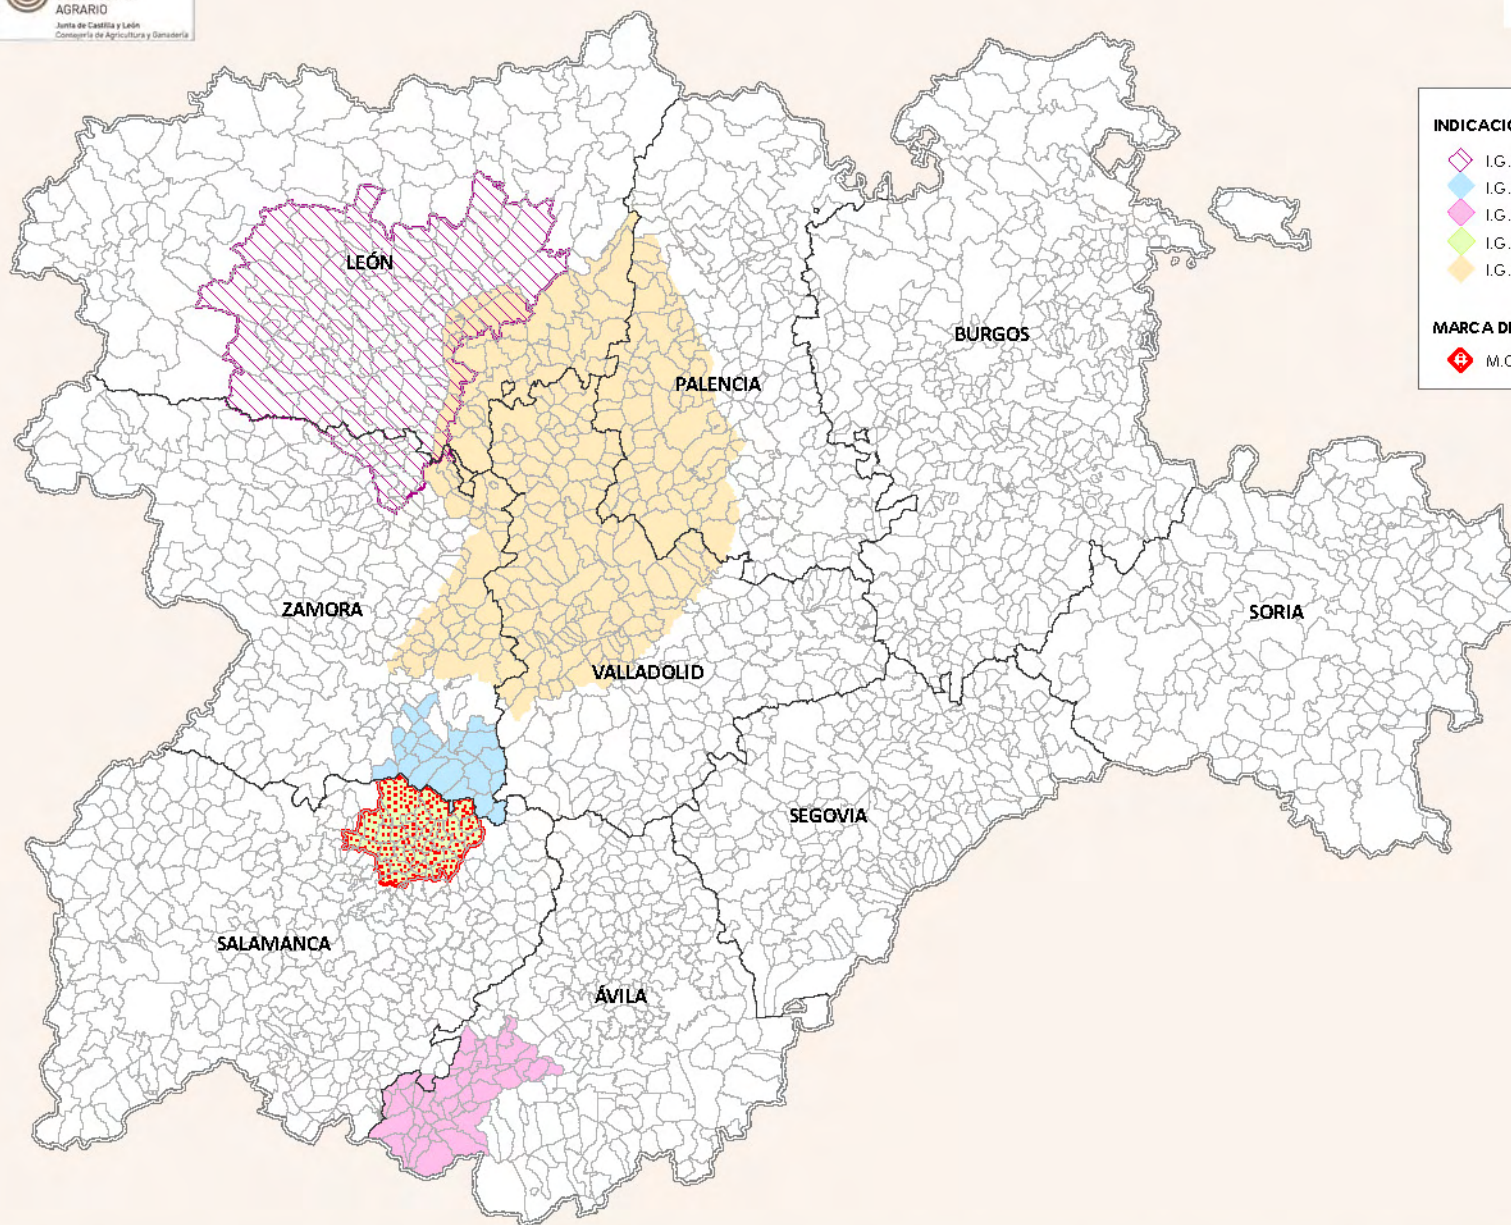 AGRARIO
Junta de Castilla y León
Consejería de Agricultura y Ganadería
INDICACIO
I.G.
I.G.
I.G.
I.G.
I.G.
MARCA DE
M.G
LEÓN
BURGOS
PALENCIA
ZAMORA
SORIA
VALLADOLID
SEGOVIA
SALAMANCA
ÁVILA